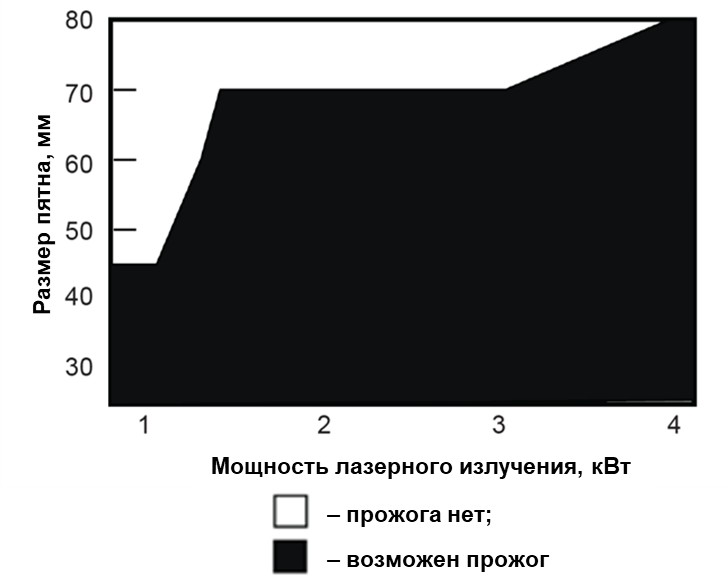 80
70
60
50
40
30
Размер пятна, мм
1 2 3 4
Мощность лазерного излучения, кВт
– прожога нет;
– возможен прожог